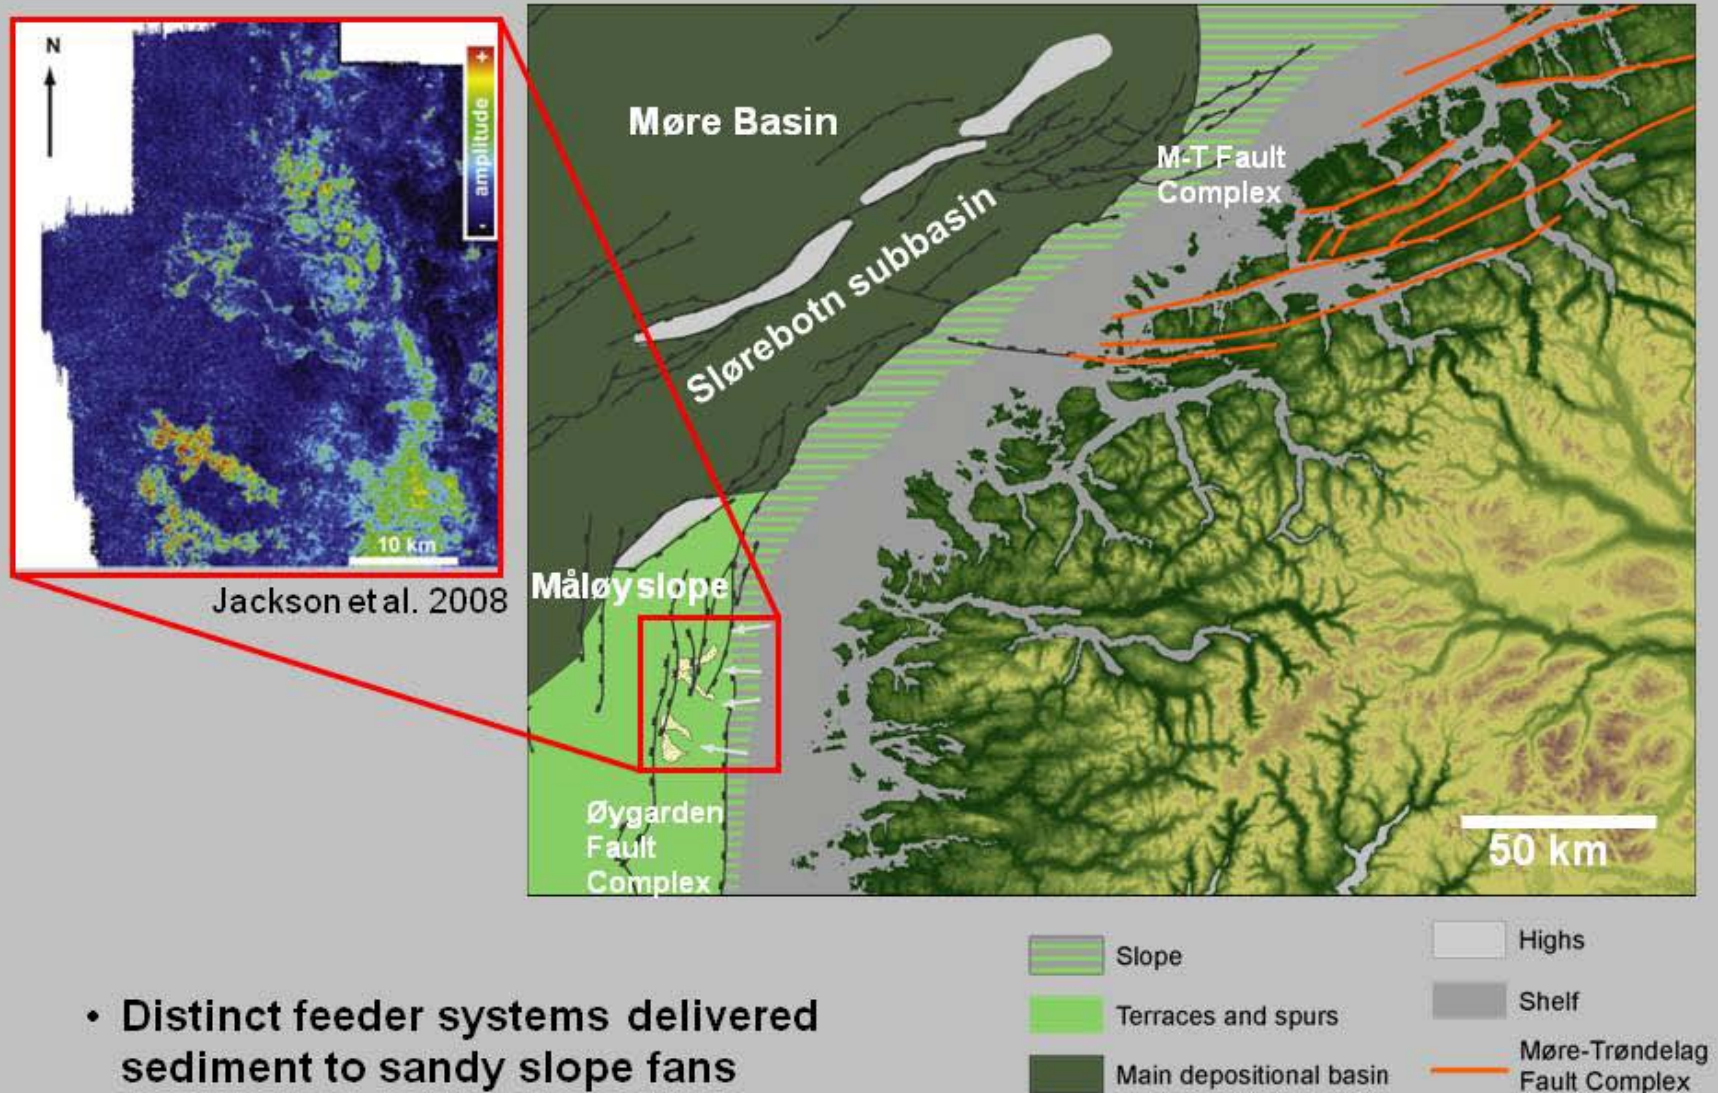 N
+
amplitude
-
10 km
Jackson et al. 2008
Møre Basin
M-T Fault
Complex
Slørebotn subbasin
Måløy slope
Øygarden
Fault
Complex
50 km
Slope
Terraces and spurs
Main depositional basin
Highs
Shelf
Møre-Trøndelag
Fault Complex
• Distinct feeder systems delivered
sediment to sandy slope fans